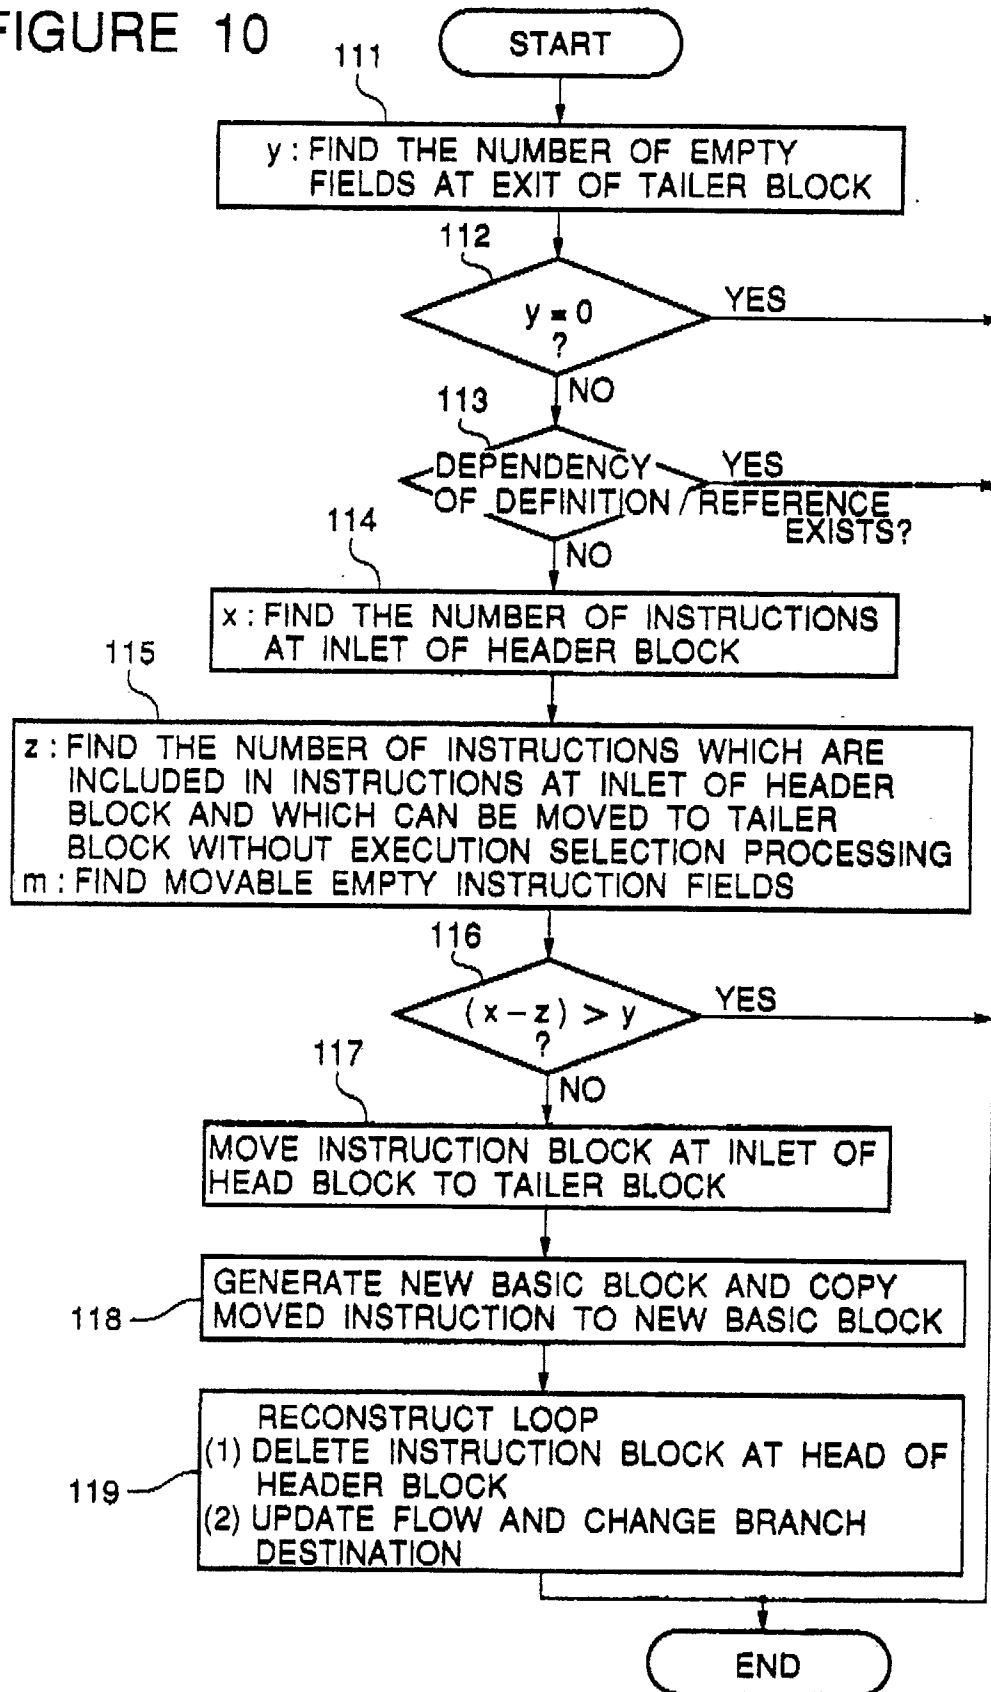 FIGURE 10
START
111
y : FIND THE NUMBER OF EMPTY
FIELDS AT EXIT OF TAILER BLOCK
112
y = 0
?
YES
NO
113
DEPENDENCY
OF DEFINITION / REFERENCE
EXISTS?
YES
NO
114
x : FIND THE NUMBER OF INSTRUCTIONS
AT INLET OF HEADER BLOCK
115
z : FIND THE NUMBER OF INSTRUCTIONS WHICH ARE
INCLUDED IN INSTRUCTIONS AT INLET OF HEADER
BLOCK AND WHICH CAN BE MOVED TO TAILER
BLOCK WITHOUT EXECUTION SELECTION PROCESSING
m : FIND MOVABLE EMPTY INSTRUCTION FIELDS
116
( x – z ) > y
?
YES
NO
117
MOVE INSTRUCTION BLOCK AT INLET OF
HEAD BLOCK TO TAILER BLOCK
118
GENERATE NEW BASIC BLOCK AND COPY
MOVED INSTRUCTION TO NEW BASIC BLOCK
119
RECONSTRUCT LOOP
(1) DELETE INSTRUCTION BLOCK AT HEAD OF
HEADER BLOCK
(2) UPDATE FLOW AND CHANGE BRANCH
DESTINATION
END